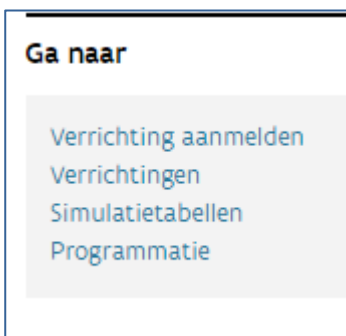 Ga naar
Verrichting aanmelden
Verrichtingen
Simulatietabellen
Programmatie